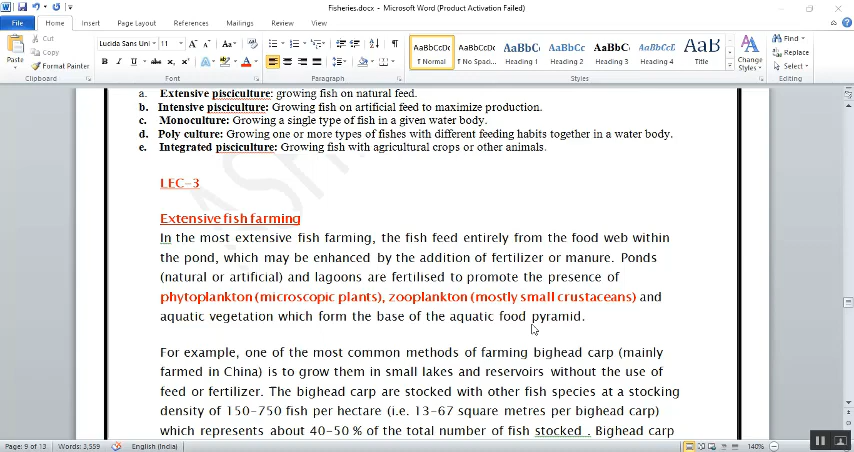 Fisheries.docx - Microsoft Word (Product Activation Failed)
File Home Insert Page Layout References Mailings Review View
Paste Cut Copy Format Painter Clipboard
Lucida Sans Uni 11 Font
Paragraph
AaBbCcDc ¶ Normal AaBbCcDc ¶ No Spaci... AaBbC Heading 1 AaBbCc Heading 2 AaBbC Heading 3 AaBbCcL Heading 6 AaB Title Change Styles Styles
Find Replace Select Editing
a. Extensive pisciculture: growing fish on natural feed.
b. Intensive pisciculture: Growing fish on artificial feed to maximize production.
c. Monoculture: Growing a single type of fish in a given water body.
d. Poly culture: Growing one or more types of fishes with different feeding habits together in a water body.
e. Integrated pisciculture: Growing fish with agricultural crops or other animals.
LEC-3
Extensive fish farming
In the most extensive fish farming, the fish feed entirely from the food web within
the pond, which may be enhanced by the addition of fertilizer or manure. Ponds
(natural or artificial) and lagoons are fertilised to promote the presence of
phytoplankton (microscopic plants), zooplankton (mostly small crustaceans) and
aquatic vegetation which form the base of the aquatic food pyramid.
For example, one of the most common methods of farming bighead carp (mainly
farmed in China) is to grow them in small lakes and reservoirs without the use of
feed or fertilizer. The bighead carp are stocked with other fish species at a stocking
density of 150-750 fish per hectare (i.e. 13-67 square metres per bighead carp)
which represents about 40-50 % of the total number of fish stocked . Bighead carp
Page: 9 of 13 Words: 3,559 English (India) 140%